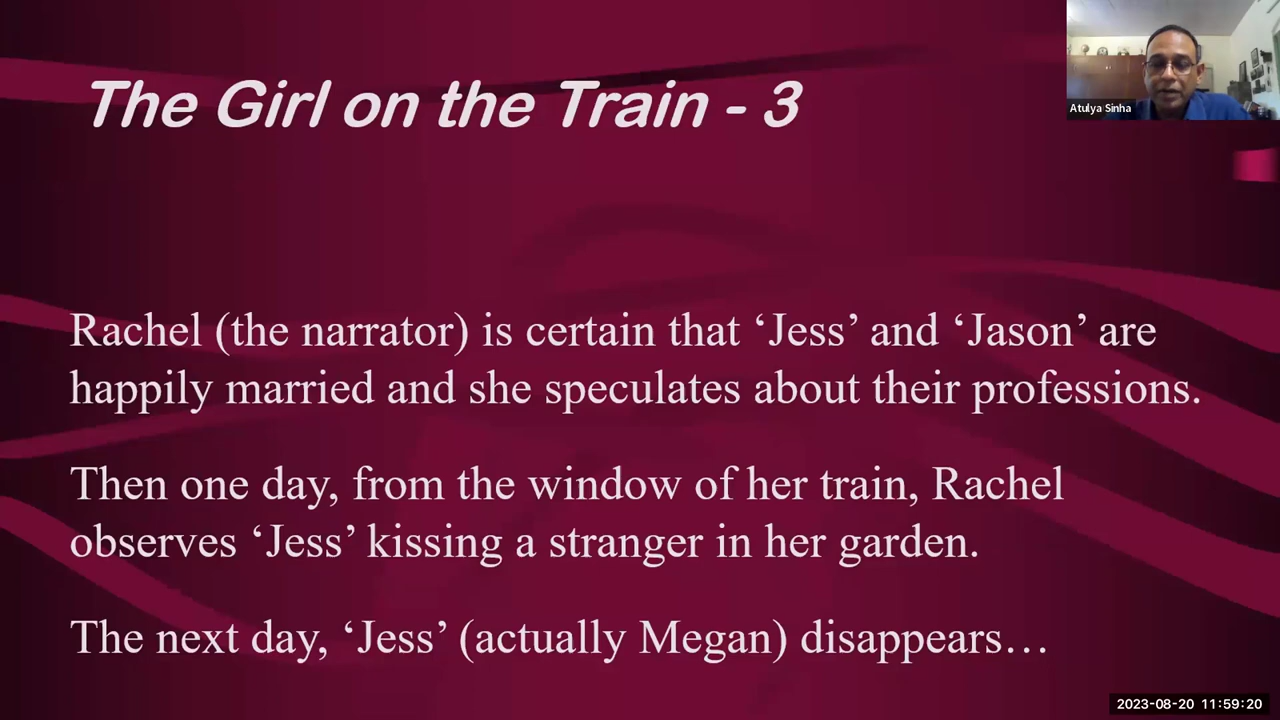 The Girl on the Train - 3
Atulya Sinha
Rachel (the narrator) is certain that ‘Jess’ and ‘Jason’ are
happily married and she speculates about their professions.
Then one day, from the window of her train, Rachel
observes ‘Jess’ kissing a stranger in her garden.
The next day, ‘Jess’ (actually Megan) disappears…
2023-08-20 11:59:20